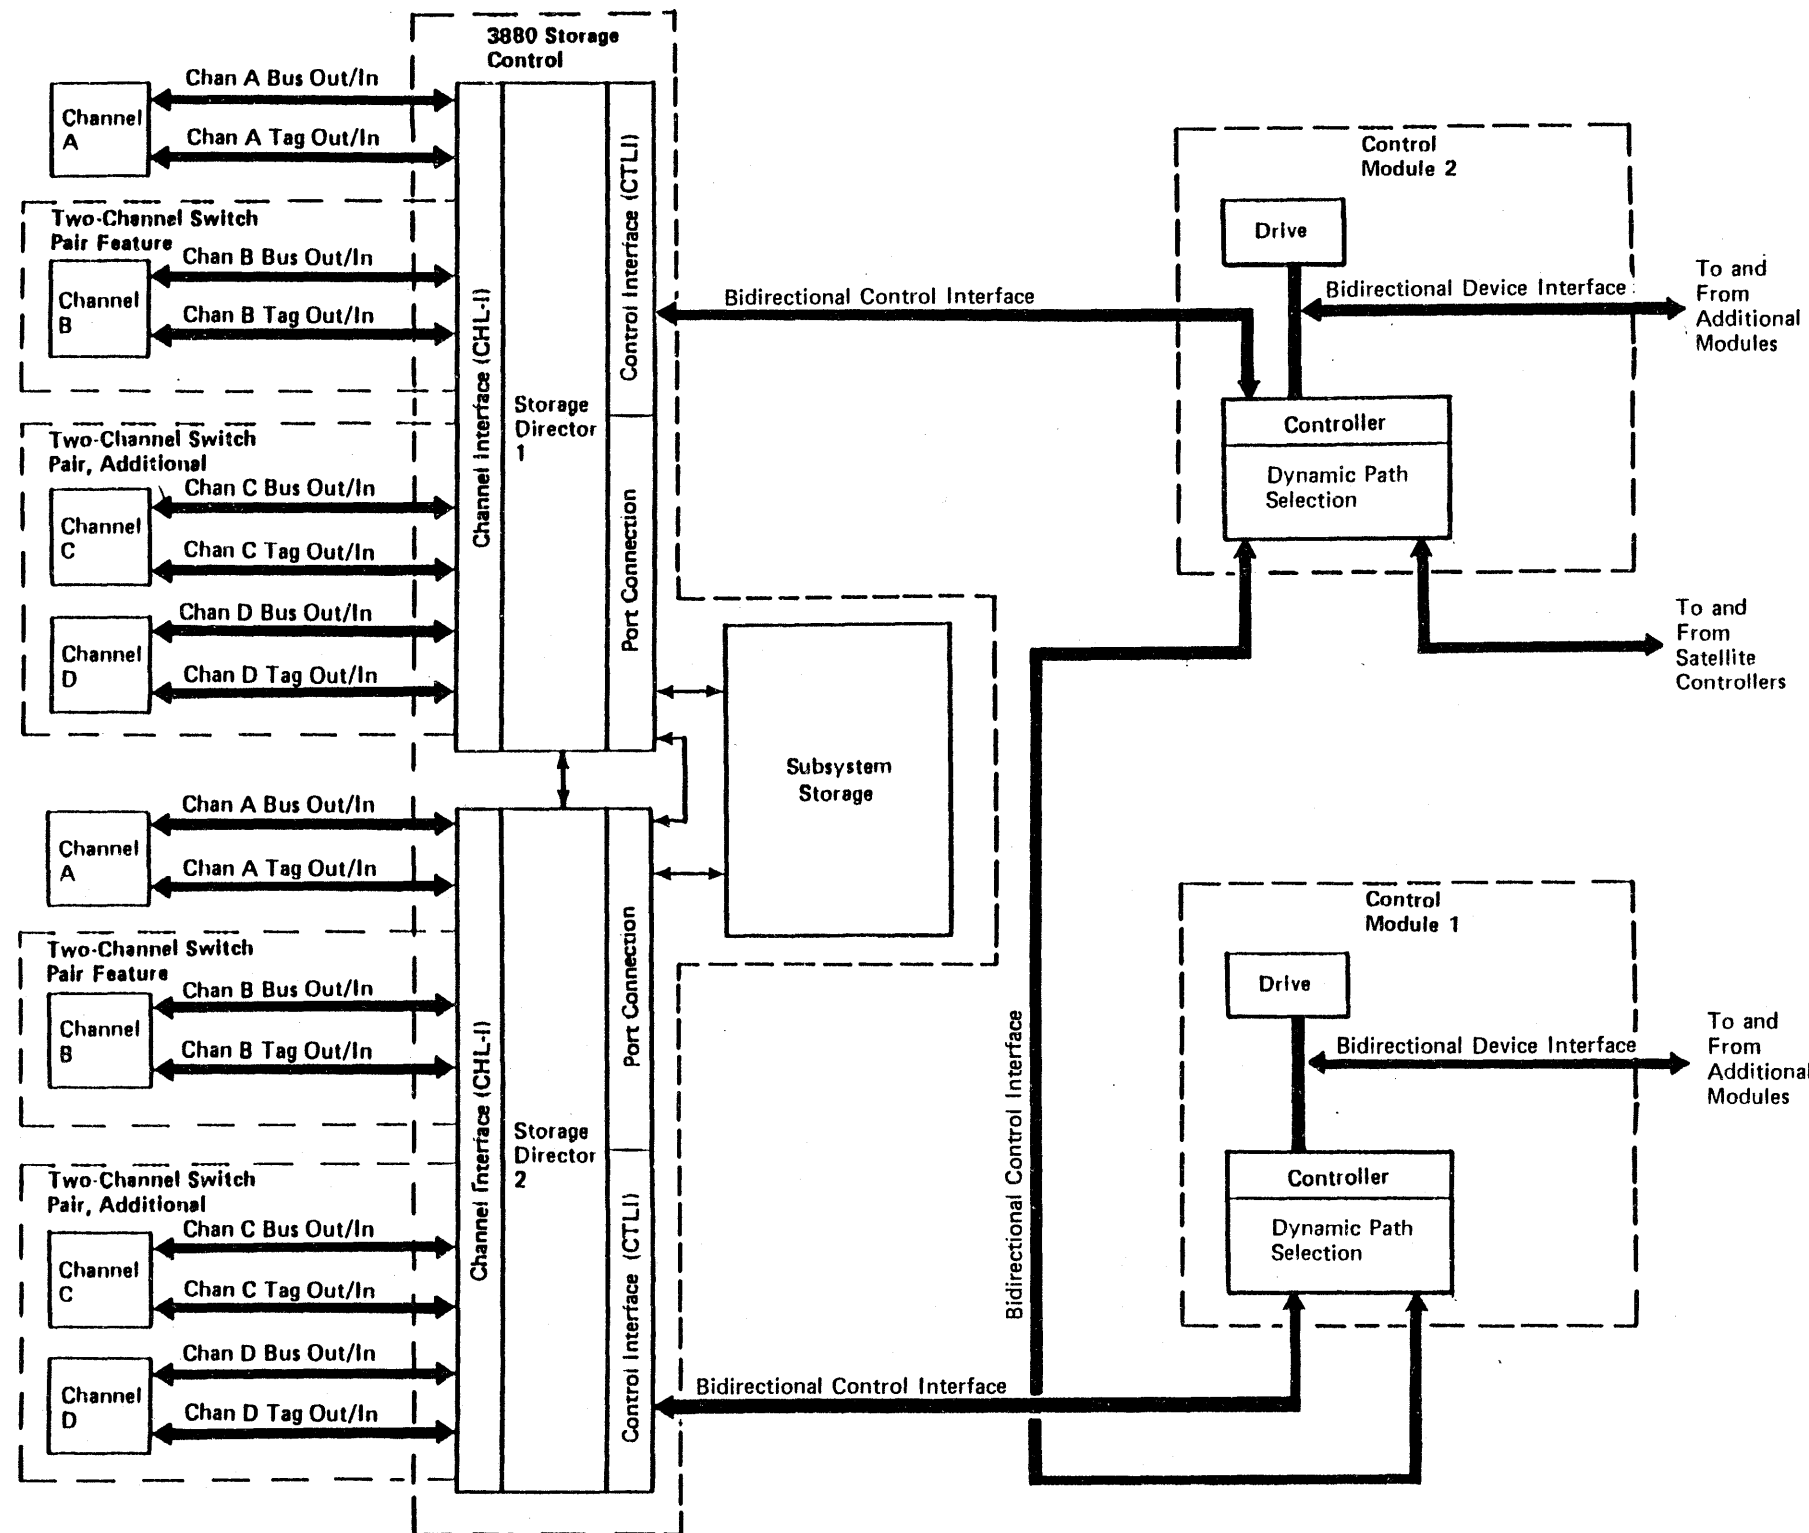 3880 Storage
Control
Chan A Bus Out/In
Channel
A
Chan A Tag Out/In
Two-Channel Switch
Pair Feature
Chan B Bus Out/In
Channel
B
Chan B Tag Out/In
Two-Channel Switch
Pair, Additional
Chan C Bus Out/In
Channel
C
Chan C Tag Out/In
Chan D Bus Out/In
Channel
D
Chan D Tag Out/In
Channel Interface (CHL-I)
Storage
Director
1
Control Interface (CTLI)
Port Connection
Chan A Bus Out/In
Channel
A
Chan A Tag Out/In
Two-Channel Switch
Pair Feature
Chan B Bus Out/In
Channel
B
Chan B Tag Out/In
Two-Channel Switch
Pair, Additional
Chan C Bus Out/In
Channel
C
Chan C Tag Out/In
Chan D Bus Out/In
Channel
D
Chan D Tag Out/In
Channel Interface (CHL-I)
Storage
Director
2
Port Connection
Control Interface (CTLI)
Subsystem
Storage
Bidirectional Control Interface
Bidirectional Control Interface
Bidirectional Control Interface
Control
Module 2
Drive
Bidirectional Device Interface
To and
From
Additional
Modules
Controller
Dynamic Path
Selection
To and
From
Satellite
Controllers
Control
Module 1
Drive
Bidirectional Device Interface
To and
From
Additional
Modules
Controller
Dynamic Path
Selection